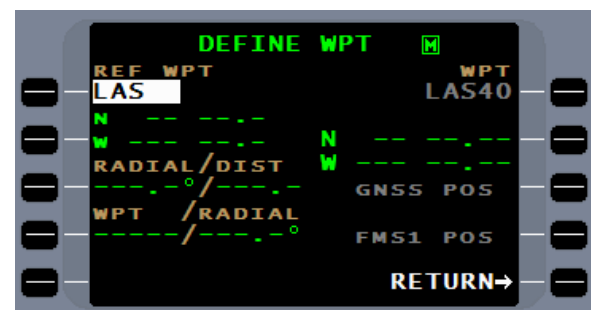 DEFINE WPT M
REF WPT WPT
LAS LAS40
N -- --.-
W --- --.- N -- --.--
RADIAL/DIST W --- --.--
---.-°/---.- GNSS POS
WPT /RADIAL
-----/---.-° FMS1 POS
RETURN→